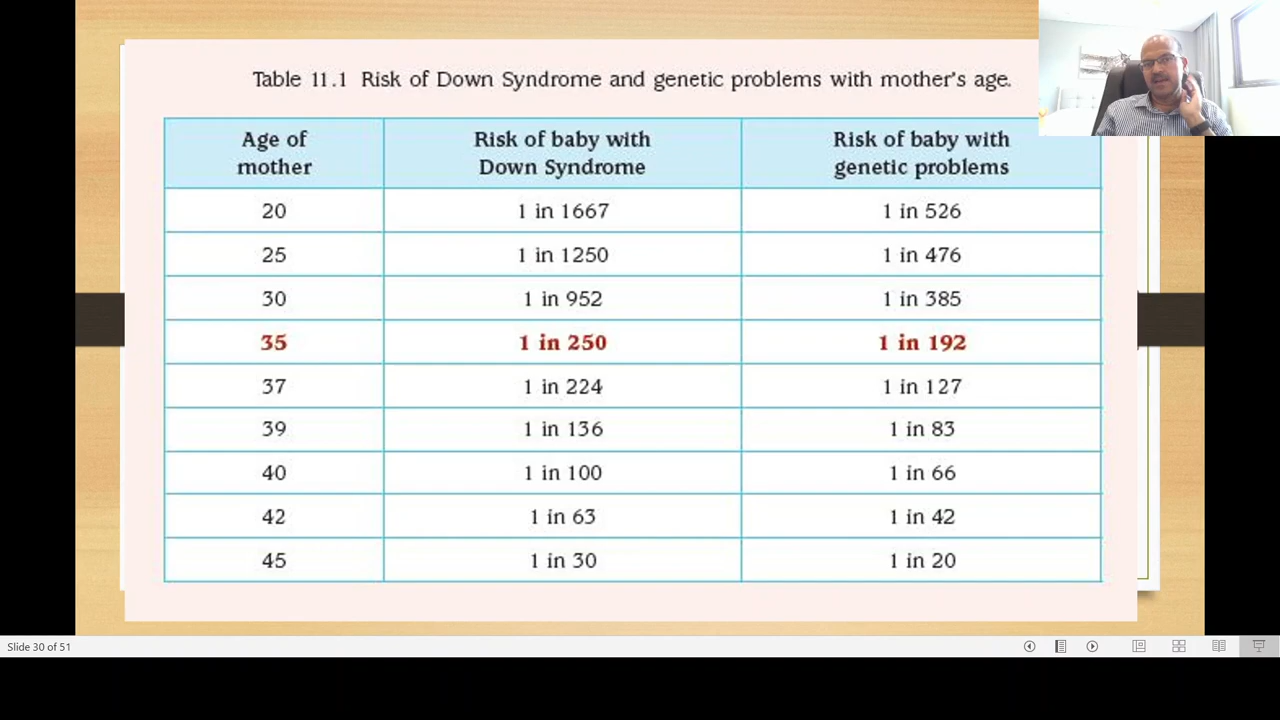 Table 11.1 Risk of Down Syndrome and genetic problems with mother's age.
Age of mother Risk of baby with Down Syndrome Risk of baby with genetic problems
20 1 in 1667 1 in 526
25 1 in 1250 1 in 476
30 1 in 952 1 in 385
35 1 in 250 1 in 192
37 1 in 224 1 in 127
39 1 in 136 1 in 83
40 1 in 100 1 in 66
42 1 in 63 1 in 42
45 1 in 30 1 in 20
Slide 30 of 51